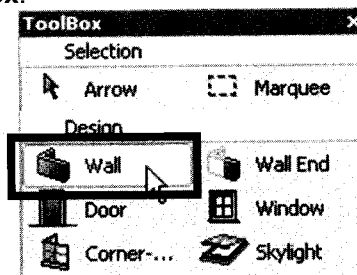 ToolBox
Selection
Arrow Marquee
Design
Wall Wall End
Door Window
Corner-... Skylight